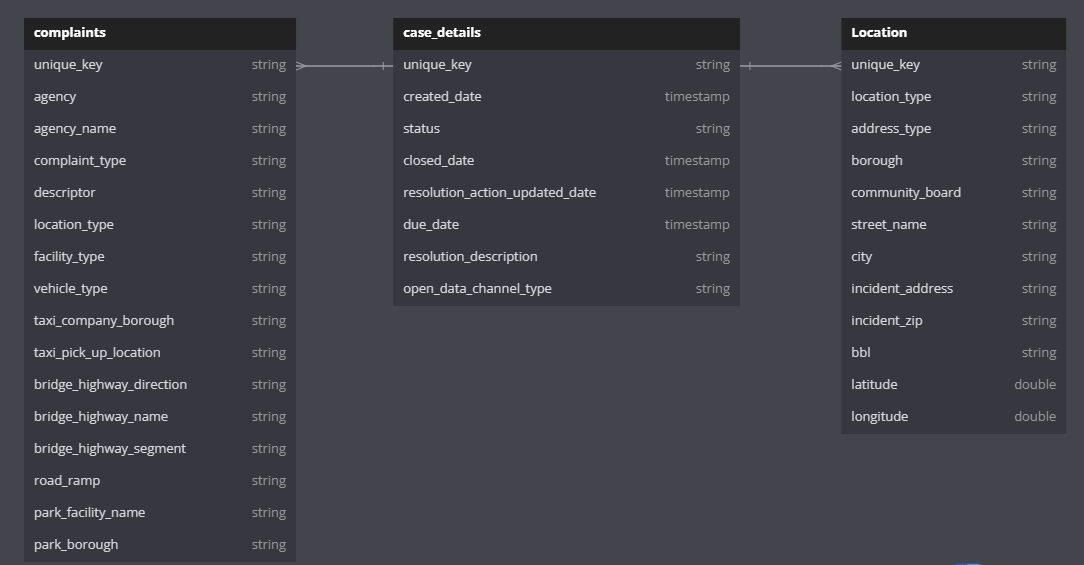 complaints
unique_key string
agency string
agency_name string
complaint_type string
descriptor string
location_type string
facility_type string
vehicle_type string
taxi_company_borough string
taxi_pick_up_location string
bridge_highway_direction string
bridge_highway_name string
bridge_highway_segment string
road_ramp string
park_facility_name string
park_borough string
case_details
unique_key string
created_date timestamp
status string
closed_date timestamp
resolution_action_updated_date timestamp
due_date timestamp
resolution_description string
open_data_channel_type string
Location
unique_key string
location_type string
address_type string
borough string
community_board string
street_name string
city string
incident_address string
incident_zip string
bbl string
latitude double
longitude double